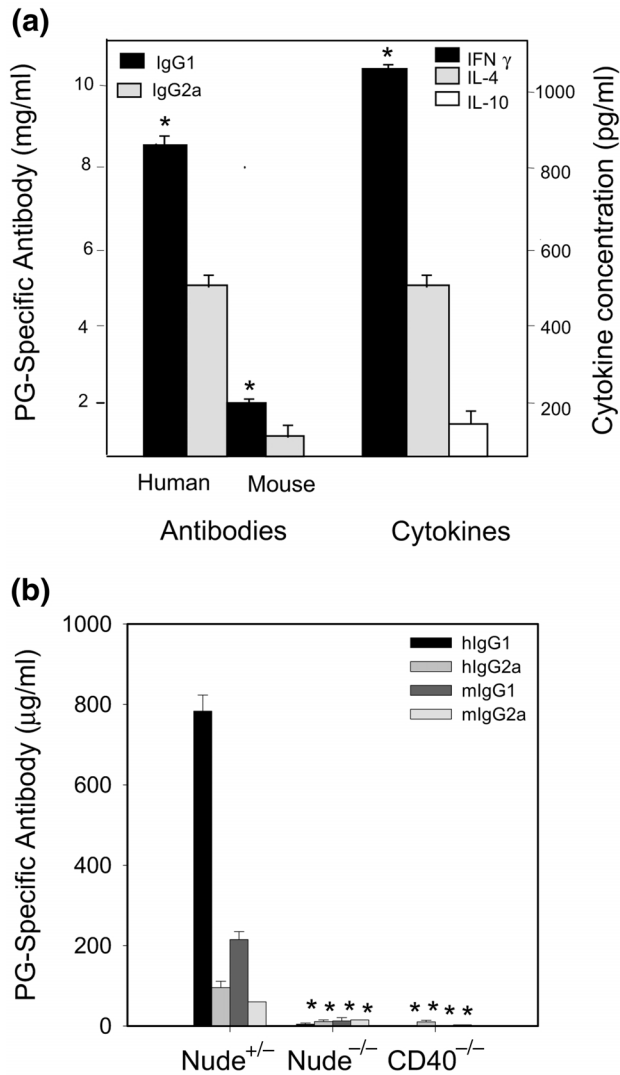 (a)
IgG1
IgG2a
IFN γ
IL-4
IL-10
PG-Specific Antibody (mg/ml)
10
8
6
4
2
*
*
*
1000
800
600
400
200
Cytokine concentration (pg/ml)
Human
Mouse
Antibodies
Cytokines
(b)
PG-Specific Antibody (μg/ml)
1000
800
600
400
200
0
hIgG1
hIgG2a
mIgG1
mIgG2a
* * * *
* * * *
Nude+/–
Nude–/–
CD40–/–